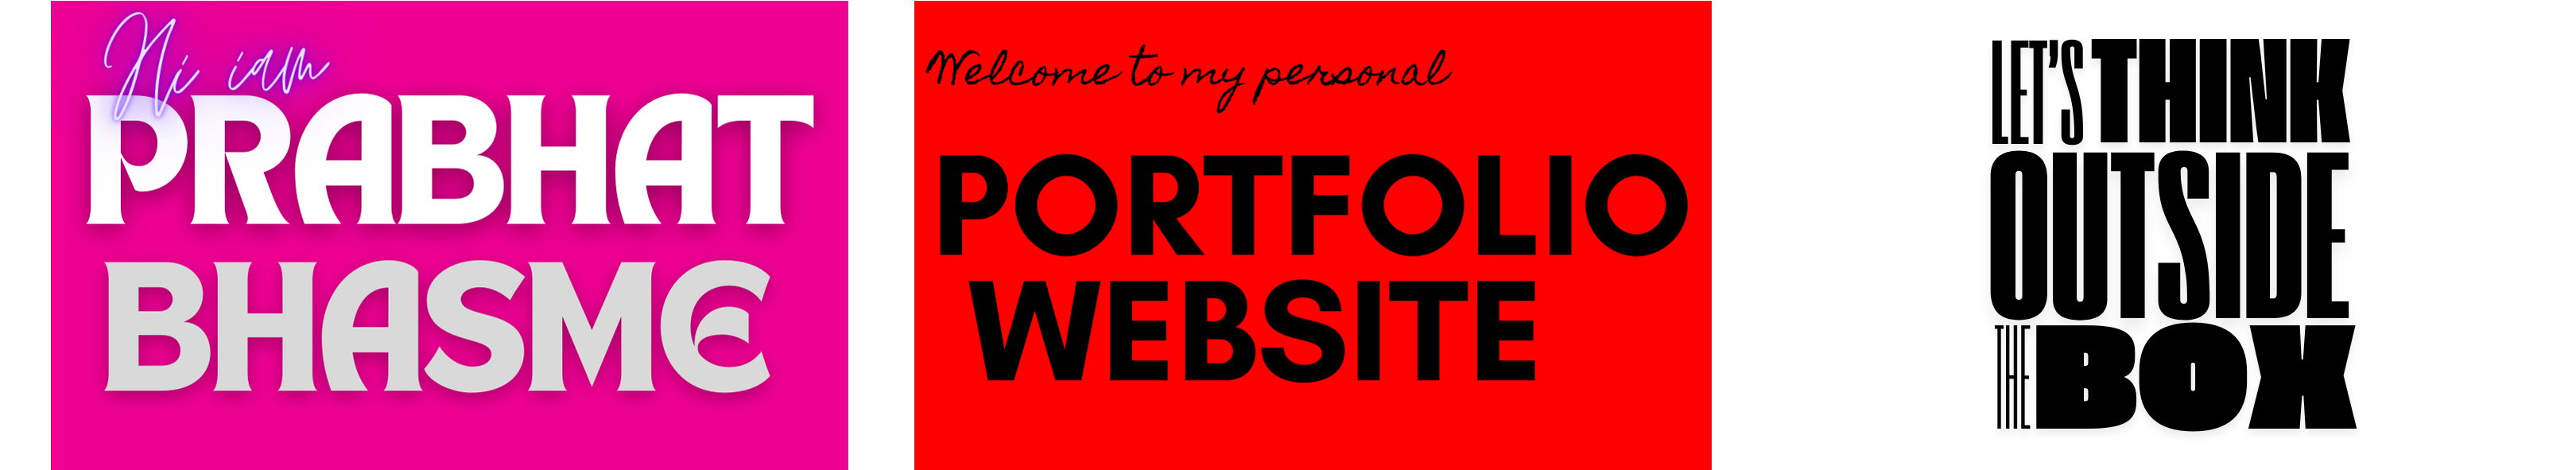 Hi iam
PRABHAT
BHASME
Welcome to my personal
PORTFOLIO
WEBSITE
LET'S THINK
OUTSIDE
THE BOX